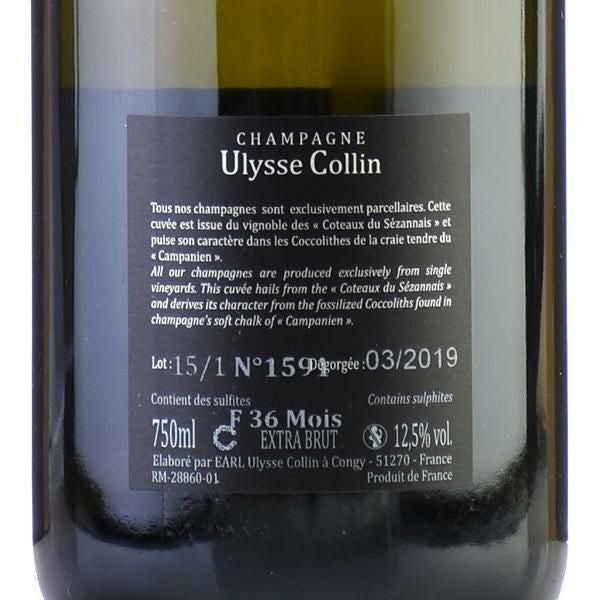 CHAMPAGNE
Ulysse Collin
Tous nos champagnes sont exclusivement parcellaires. Cette
cuvée est issue du vignoble des « Coteaux du Sézannais » et
puise son caractère dans les Coccolithes de la craie tendre du
« Campanien ».
All our champagnes are produced exclusively from single
vineyards. This cuvée hails from the « Coteaux du Sézannais »
and derives its character from the fossilized Coccoliths found in
champagne's soft chalk of « Campanien ».
Lot : 15/1 N°1591 Dégorgée : 03/2019
Contient des sulfites Contains sulphites
F 36 Mois
750ml EXTRA BRUT 12,5% vol.
Elaboré par EARL Ulysse Collin à Congy - 51270 - France
RM-28860-01 Produit de France